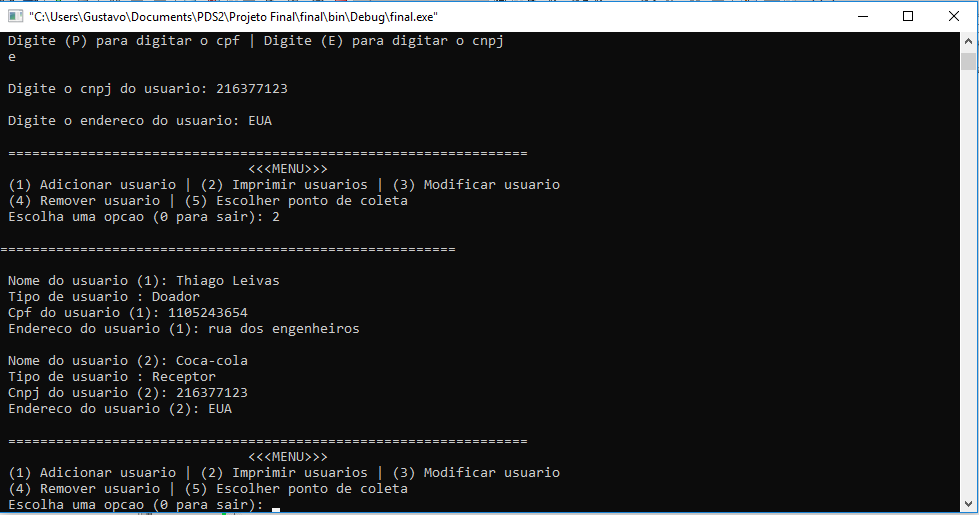 "C:\Users\Gustavo\Documents\PDS2\Projeto Final\final\bin\Debug\final.exe"
Digite (P) para digitar o cpf | Digite (E) para digitar o cnpj
e
Digite o cnpj do usuario: 216377123
Digite o endereco do usuario: EUA
=================================================================
<<<MENU>>>
(1) Adicionar usuario | (2) Imprimir usuarios | (3) Modificar usuario
(4) Remover usuario | (5) Escolher ponto de coleta
Escolha uma opcao (0 para sair): 2
=========================================================
Nome do usuario (1): Thiago Leivas
Tipo de usuario : Doador
Cpf do usuario (1): 1105243654
Endereco do usuario (1): rua dos engenheiros
Nome do usuario (2): Coca-cola
Tipo de usuario : Receptor
Cnpj do usuario (2): 216377123
Endereco do usuario (2): EUA
=================================================================
<<<MENU>>>
(1) Adicionar usuario | (2) Imprimir usuarios | (3) Modificar usuario
(4) Remover usuario | (5) Escolher ponto de coleta
Escolha uma opcao (0 para sair):